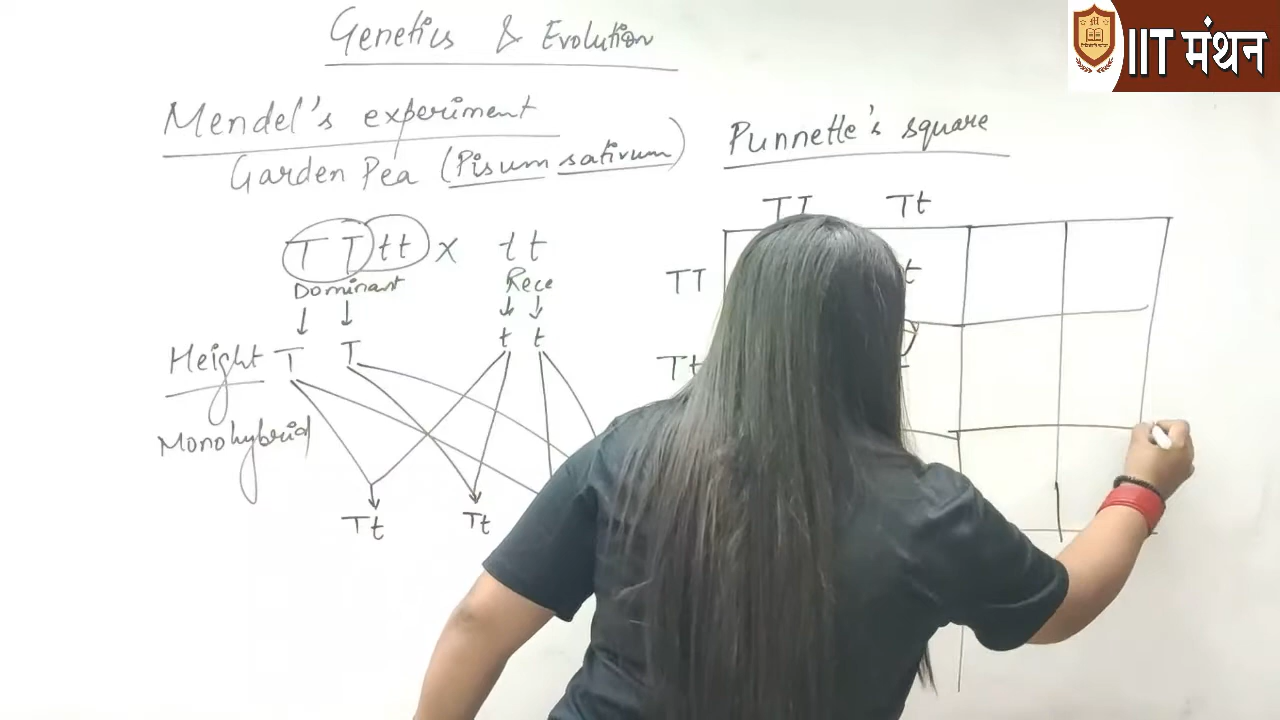 Genetics & Evolution
IIT मंथन
Mendel's experiment
Garden Pea (Pisum sativum)
Punnette's square
TT tt x tt
Dominant Rece
t t
Height T T
Monohybrid
Tt Tt
TT Tt
TT t
Tt